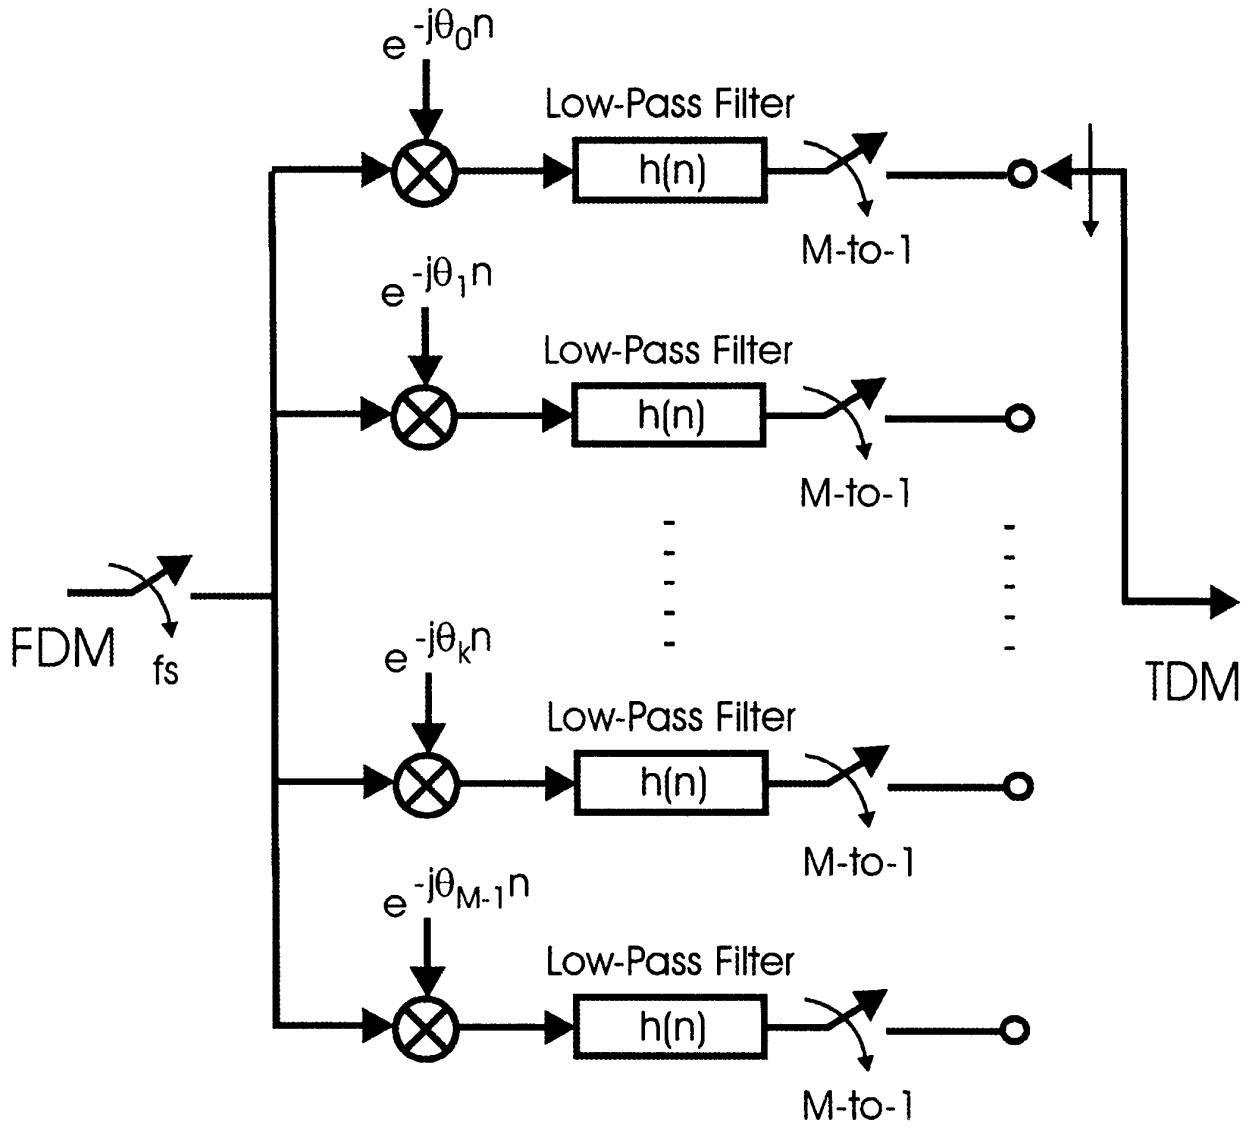 e^-jθ₀n
Low-Pass Filter
h(n)
M-to-1
e^-jθ₁n
Low-Pass Filter
h(n)
M-to-1
FDM
fs
TDM
e^-jθₖn
Low-Pass Filter
h(n)
M-to-1
e^-jθ_M-1n
Low-Pass Filter
h(n)
M-to-1